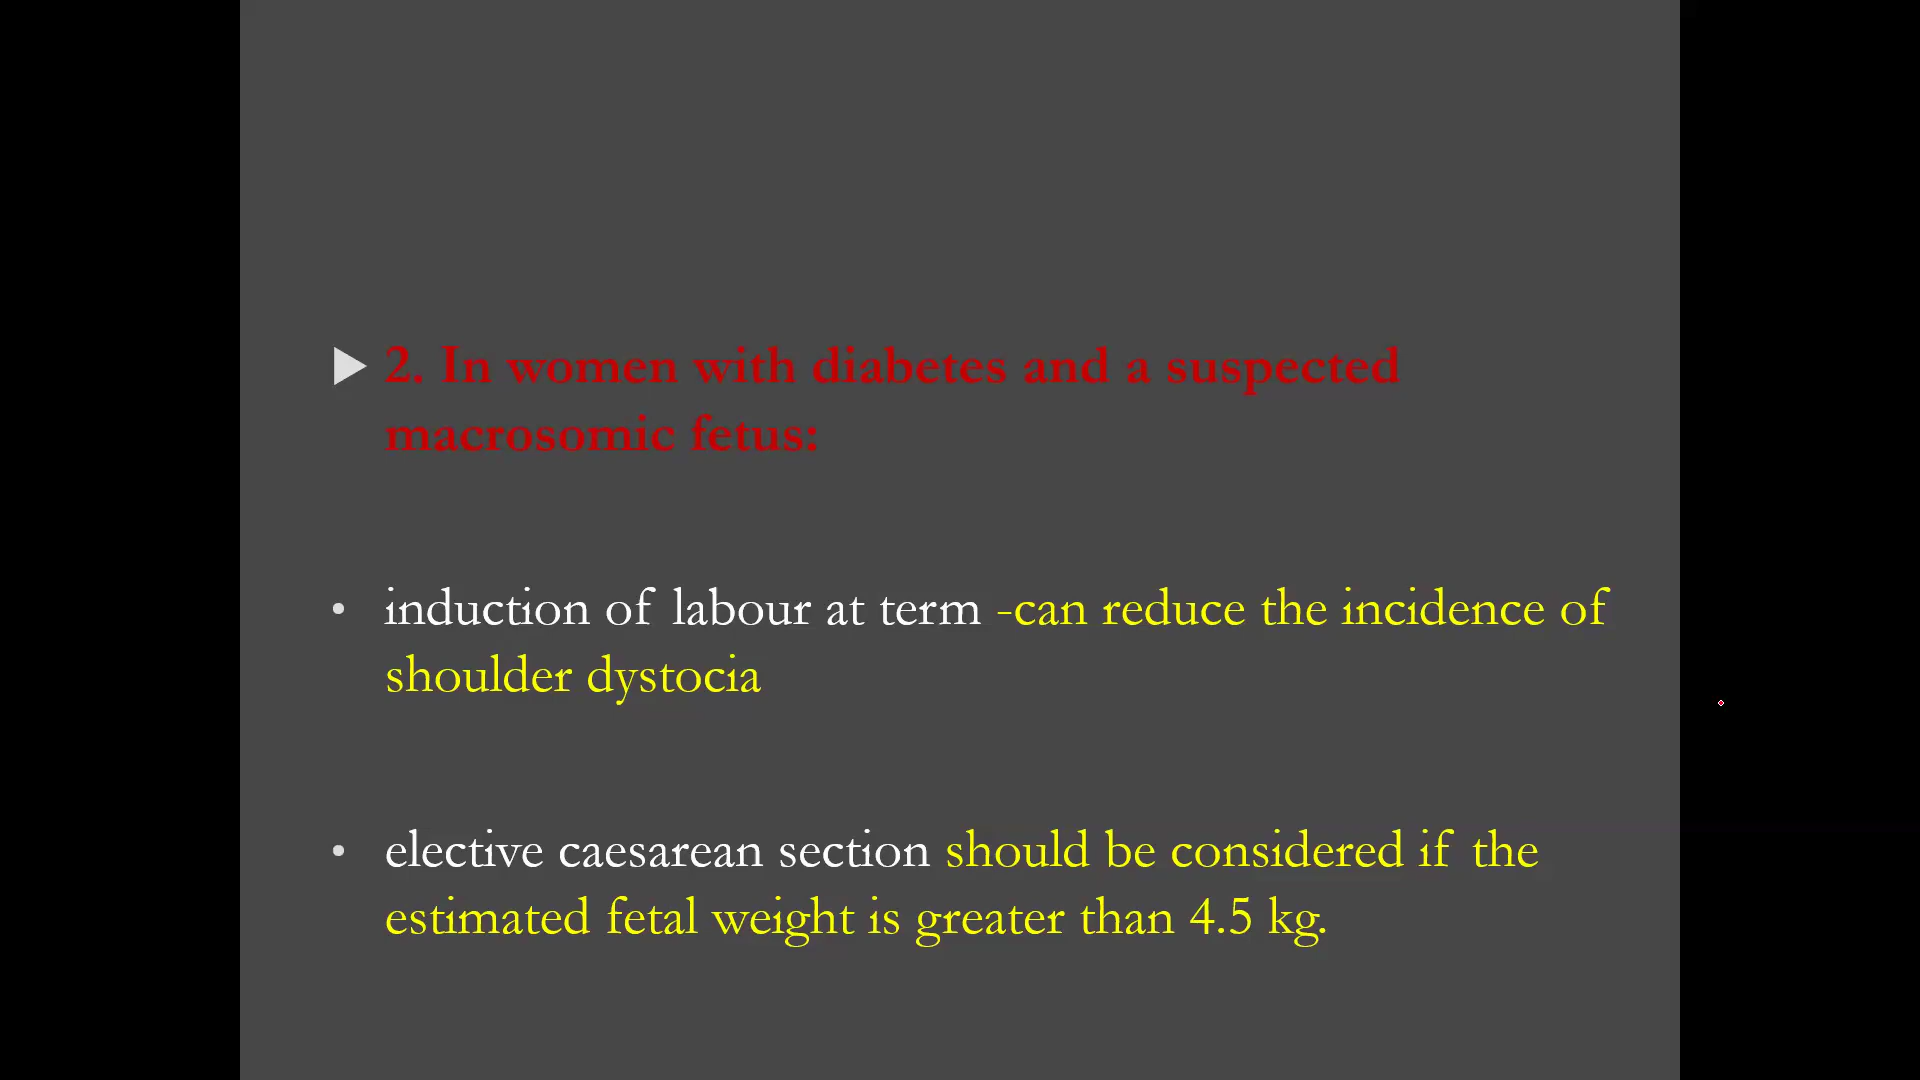 2. In women with diabetes and a suspected
macrosomic fetus:
• induction of labour at term -can reduce the incidence of
shoulder dystocia
• elective caesarean section should be considered if the
estimated fetal weight is greater than 4.5 kg.